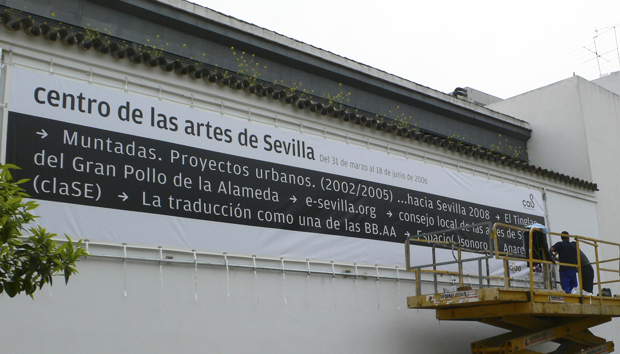 centro de las artes de Sevilla Del 31 de marzo al 18 de junio de 2006
caS
→ Muntadas. Proyectos urbanos. (2002/2005) ...hacia Sevilla 2008 → El Tinglao
del Gran Pollo de la Alameda → e-sevilla.org → consejo local de las artes de
(claSE) → La traducción como una de las BB.AA → Espacio Sonoro →